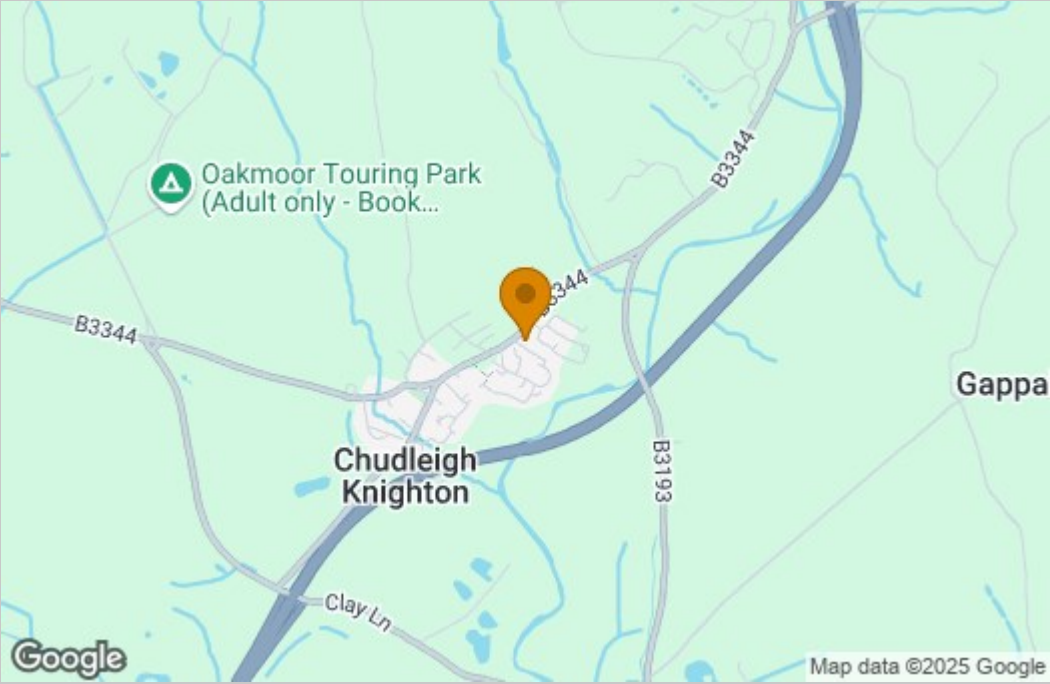 B3344
Oakmoor Touring Park
(Adult only - Book...
B3344
B3344
Gappa
Chudleigh
Knighton
B3193
Clay Ln
Google
Map data ©2025 Google